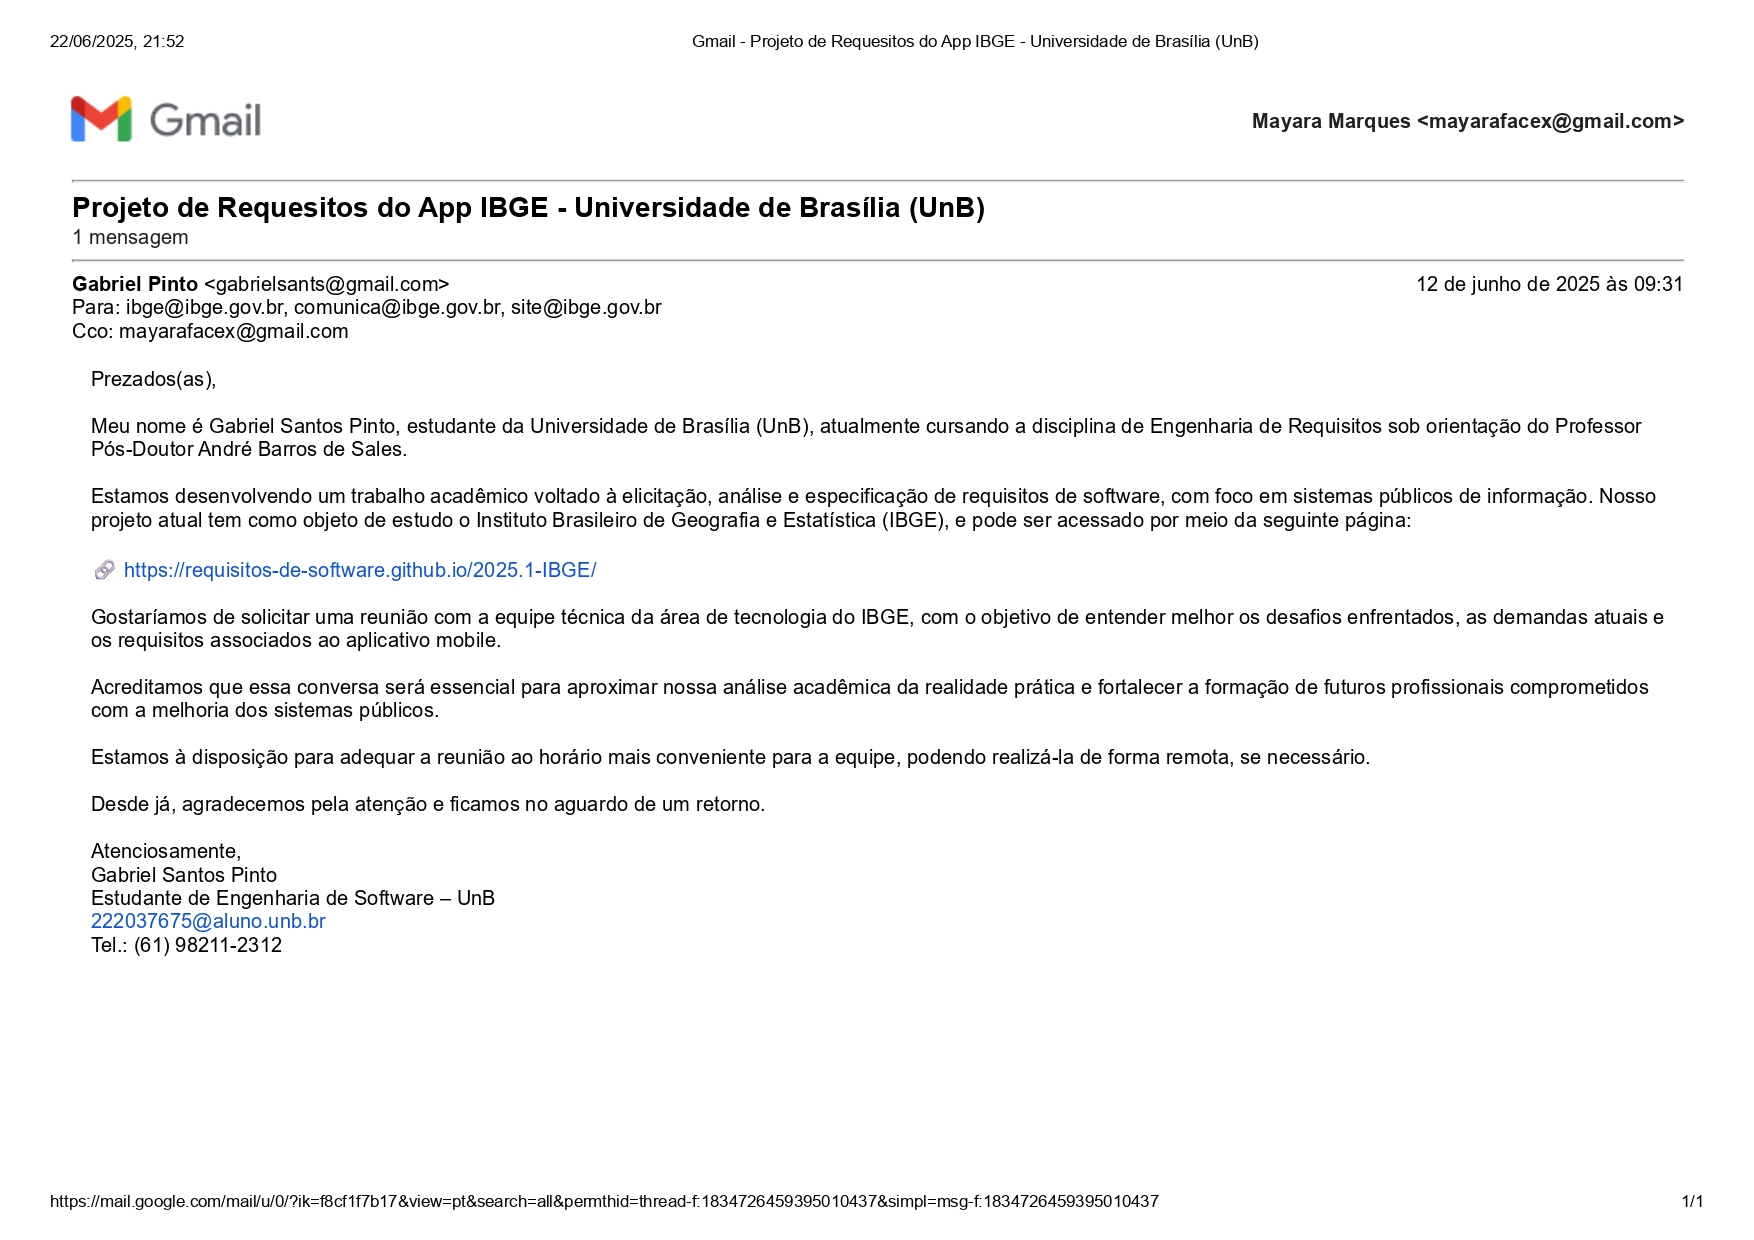 22/06/2025, 21:52
Gmail - Projeto de Requesitos do App IBGE - Universidade de Brasília (UnB)
Gmail
Mayara Marques <mayarafacex@gmail.com>
Projeto de Requesitos do App IBGE - Universidade de Brasília (UnB)
1 mensagem
Gabriel Pinto <gabrielsants@gmail.com>
12 de junho de 2025 às 09:31
Para: ibge@ibge.gov.br, comunica@ibge.gov.br, site@ibge.gov.br
Cco: mayarafacex@gmail.com
Prezados(as),
Meu nome é Gabriel Santos Pinto, estudante da Universidade de Brasília (UnB), atualmente cursando a disciplina de Engenharia de Requisitos sob orientação do Professor
Pós-Doutor André Barros de Sales.
Estamos desenvolvendo um trabalho acadêmico voltado à elicitação, análise e especificação de requisitos de software, com foco em sistemas públicos de informação. Nosso
projeto atual tem como objeto de estudo o Instituto Brasileiro de Geografia e Estatística (IBGE), e pode ser acessado por meio da seguinte página:
https://requisitos-de-software.github.io/2025.1-IBGE/
Gostaríamos de solicitar uma reunião com a equipe técnica da área de tecnologia do IBGE, com o objetivo de entender melhor os desafios enfrentados, as demandas atuais e
os requisitos associados ao aplicativo mobile.
Acreditamos que essa conversa será essencial para aproximar nossa análise acadêmica da realidade prática e fortalecer a formação de futuros profissionais comprometidos
com a melhoria dos sistemas públicos.
Estamos à disposição para adequar a reunião ao horário mais conveniente para a equipe, podendo realizá-la de forma remota, se necessário.
Desde já, agradecemos pela atenção e ficamos no aguardo de um retorno.
Atenciosamente,
Gabriel Santos Pinto
Estudante de Engenharia de Software – UnB
222037675@aluno.unb.br
Tel.: (61) 98211-2312
https://mail.google.com/mail/u/0/?ik=f8cf1f7b17&view=pt&search=all&permthid=thread-f:1834726459395010437&simpl=msg-f:1834726459395010437
1/1